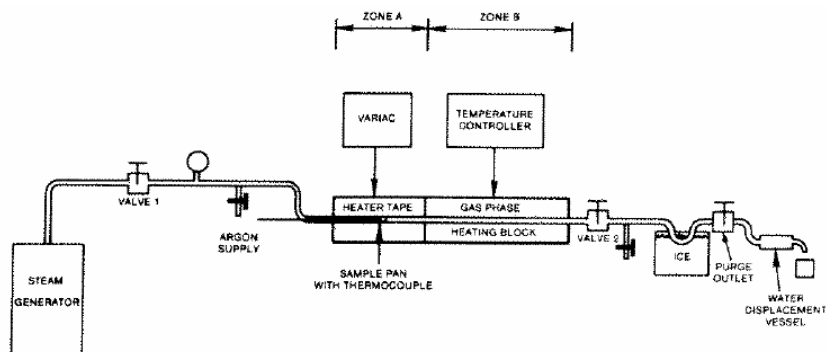 ZONE A
ZONE B
VARIAC
TEMPERATURE
CONTROLLER
VALVE 1
HEATER TAPE
GAS PHASE
HEATING BLOCK
ARGON
SUPPLY
VALVE 2
SAMPLE PAN
WITH THERMOCOUPLE
ICE
PURGE
OUTLET
STEAM
GENERATOR
WATER
DISPLACEMENT
VESSEL